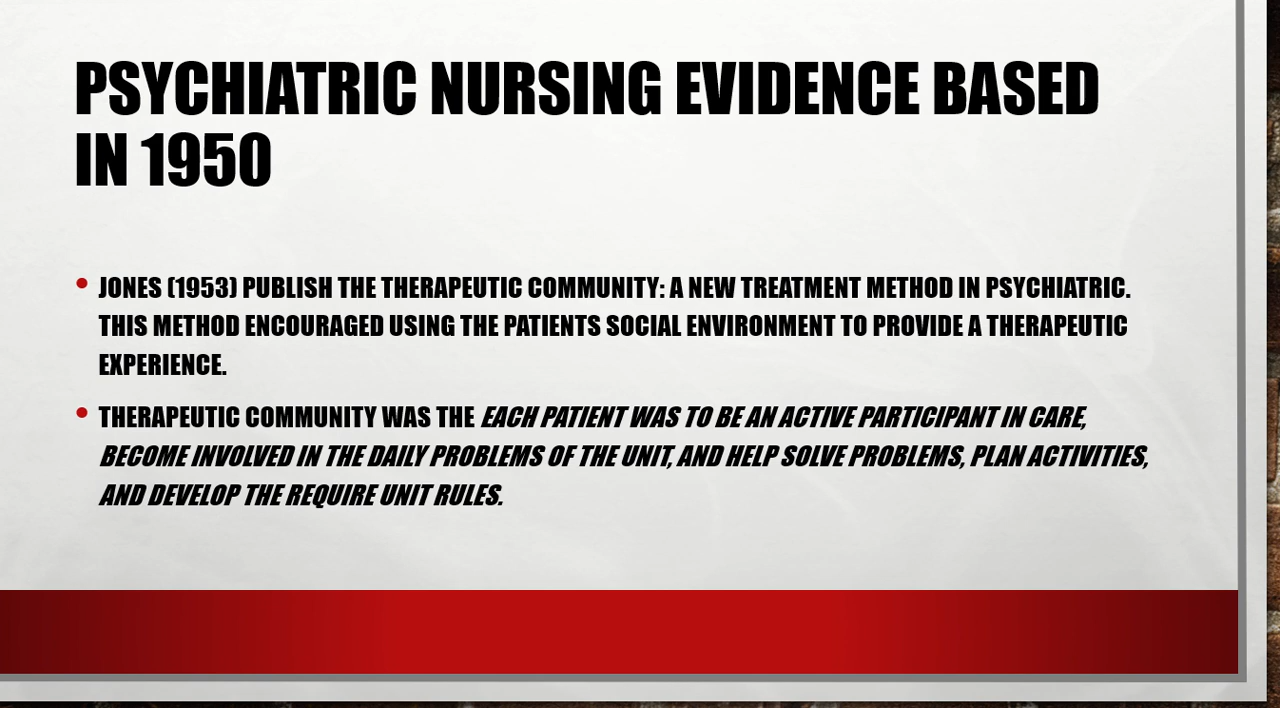 PSYCHIATRIC NURSING EVIDENCE BASED
IN 1950
• JONES (1953) PUBLISH THE THERAPEUTIC COMMUNITY: A NEW TREATMENT METHOD IN PSYCHIATRIC.
THIS METHOD ENCOURAGED USING THE PATIENTS SOCIAL ENVIRONMENT TO PROVIDE A THERAPEUTIC
EXPERIENCE.
• THERAPEUTIC COMMUNITY WAS THE EACH PATIENT WAS TO BE AN ACTIVE PARTICIPANT IN CARE,
BECOME INVOLVED IN THE DAILY PROBLEMS OF THE UNIT, AND HELP SOLVE PROBLEMS, PLAN ACTIVITIES,
AND DEVELOP THE REQUIRE UNIT RULES.